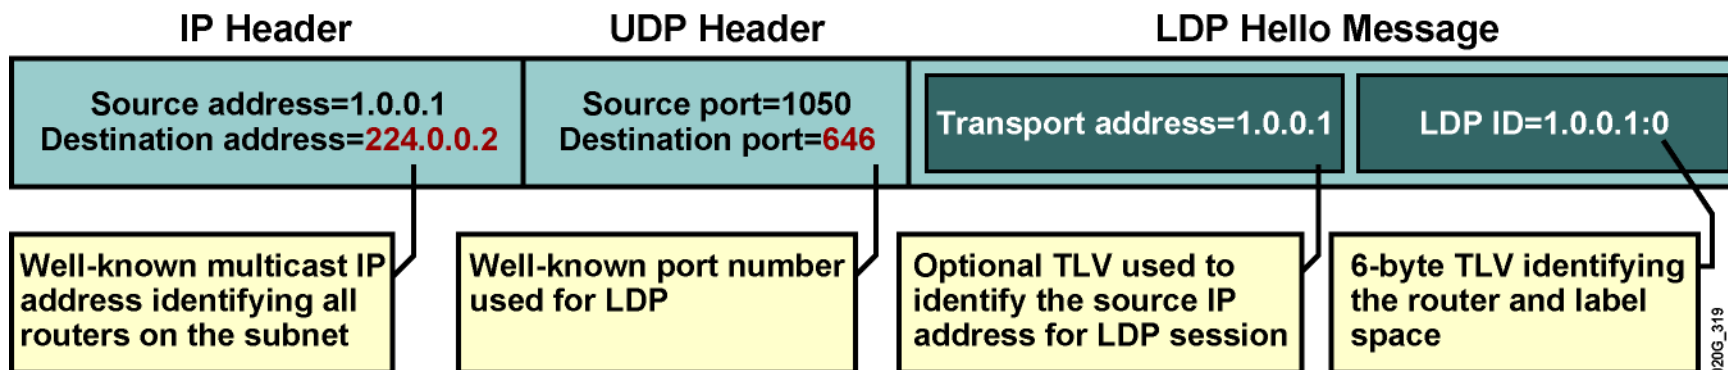 IP Header
UDP Header
LDP Hello Message
Source address=1.0.0.1
Destination address=224.0.0.2
Source port=1050
Destination port=646
Transport address=1.0.0.1
LDP ID=1.0.0.1:0
Well-known multicast IP
address identifying all
routers on the subnet
Well-known port number
used for LDP
Optional TLV used to
identify the source IP
address for LDP session
6-byte TLV identifying
the router and label
space
020G_319